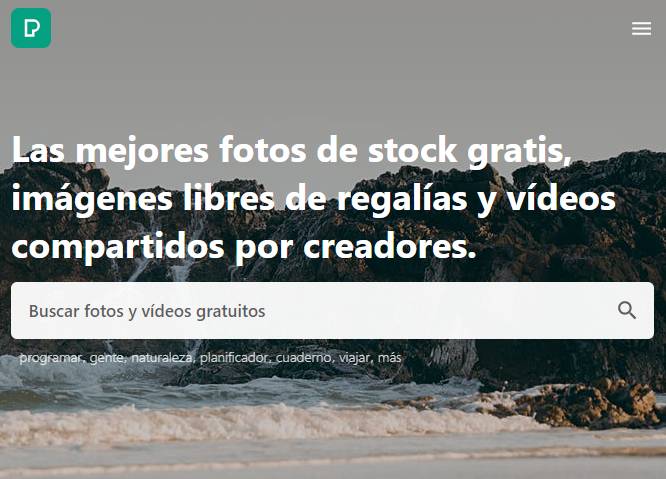 Las mejores fotos de stock gratis,
imágenes libres de regalías y vídeos
compartidos por creadores.
Buscar fotos y vídeos gratuitos
programar, gente, naturaleza, planificador, cuaderno, viajar, más